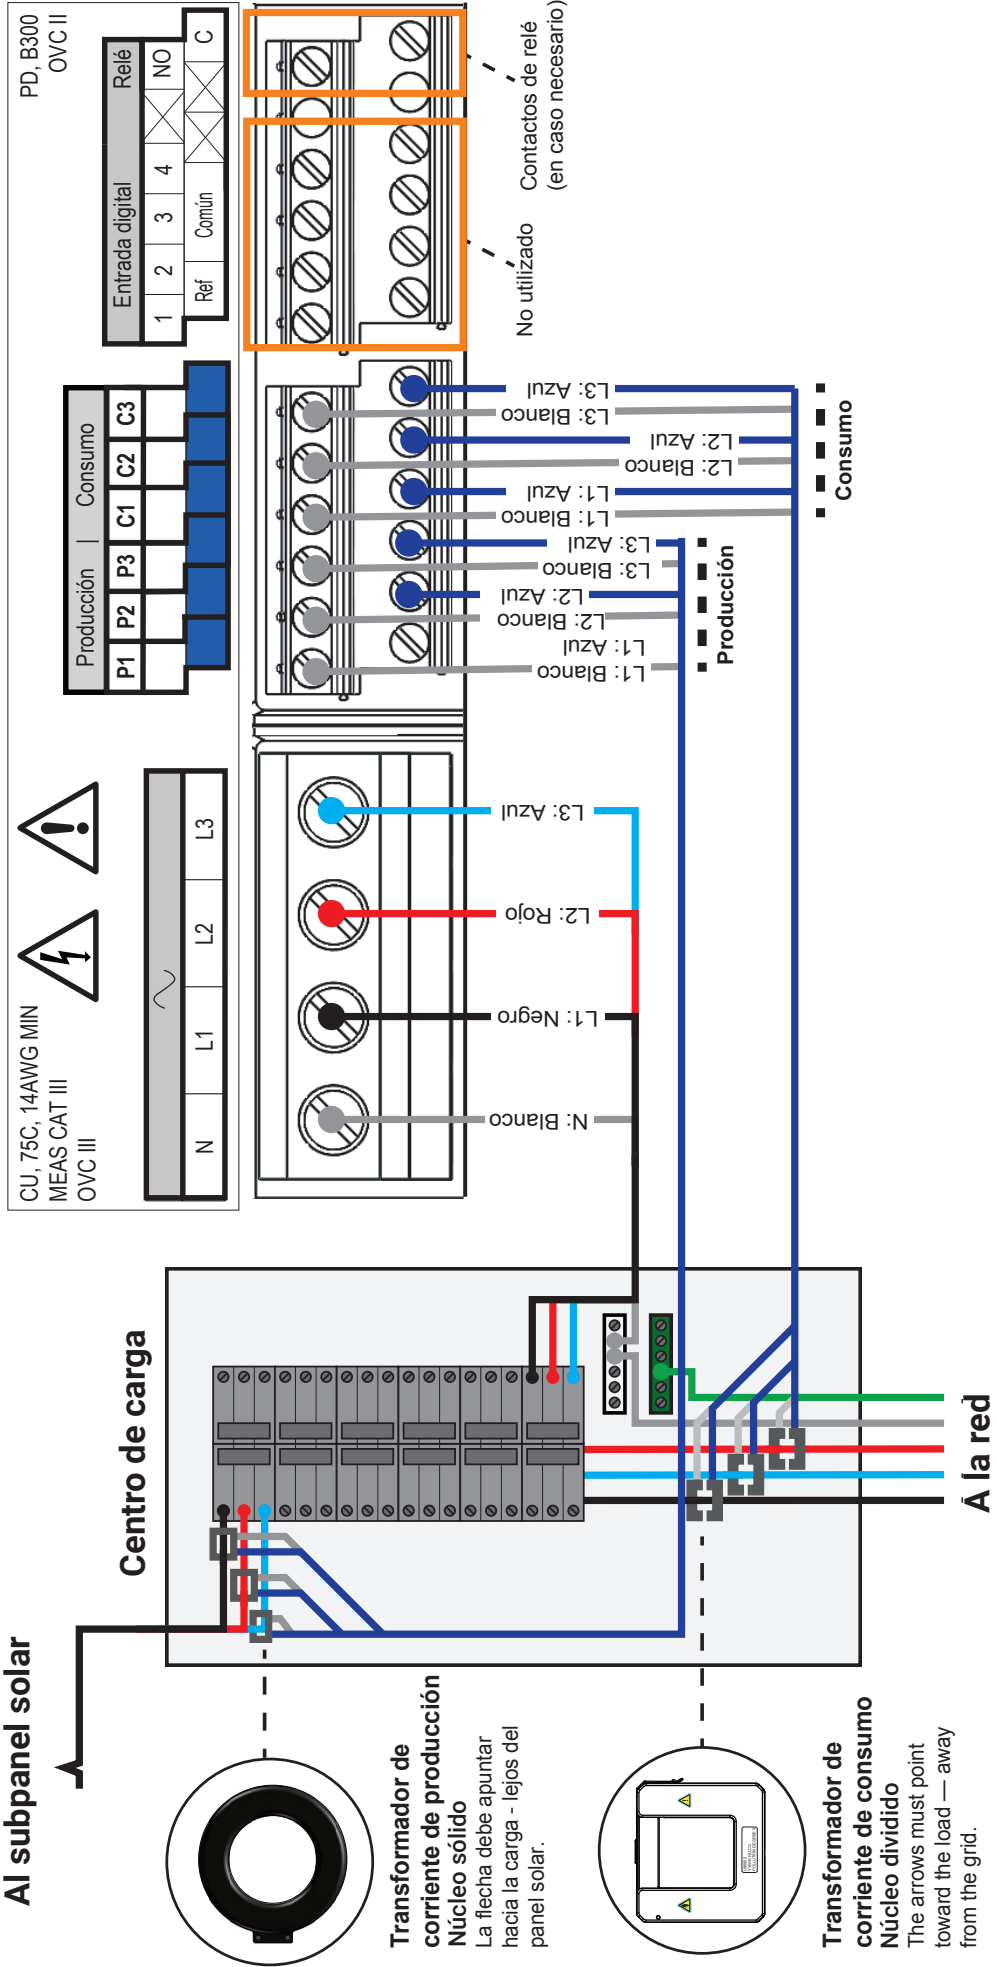 CU, 75C, 14AWG MIN
MEAS CAT III
OVC III
PD, B300
OVC II
N
L1
L2
L3
Producción | Consumo
P1
P2
P3
C1
C2
C3
Entrada digital
Relé
1
2
3
4
NO
Ref
Común
C
N: Blanco
L1: Negro
L2: Rojo
L3: Azul
L1: Blanco
L1: Azul
L2: Blanco
L2: Azul
L3: Blanco
L3: Azul
L1: Blanco
L1: Azul
L2: Blanco
L2: Azul
L3: Blanco
L3: Azul
No utilizado
Contactos de relé
(en caso necesario)
Producción
Consumo
Al subpanel solar
Centro de carga
A la red
Transformador de
corriente de producción
Núcleo sólido
La flecha debe apuntar
hacia la carga - lejos del
panel solar.
Transformador de
corriente de consumo
Núcleo dividido
The arrows must point
toward the load — away
from the grid.